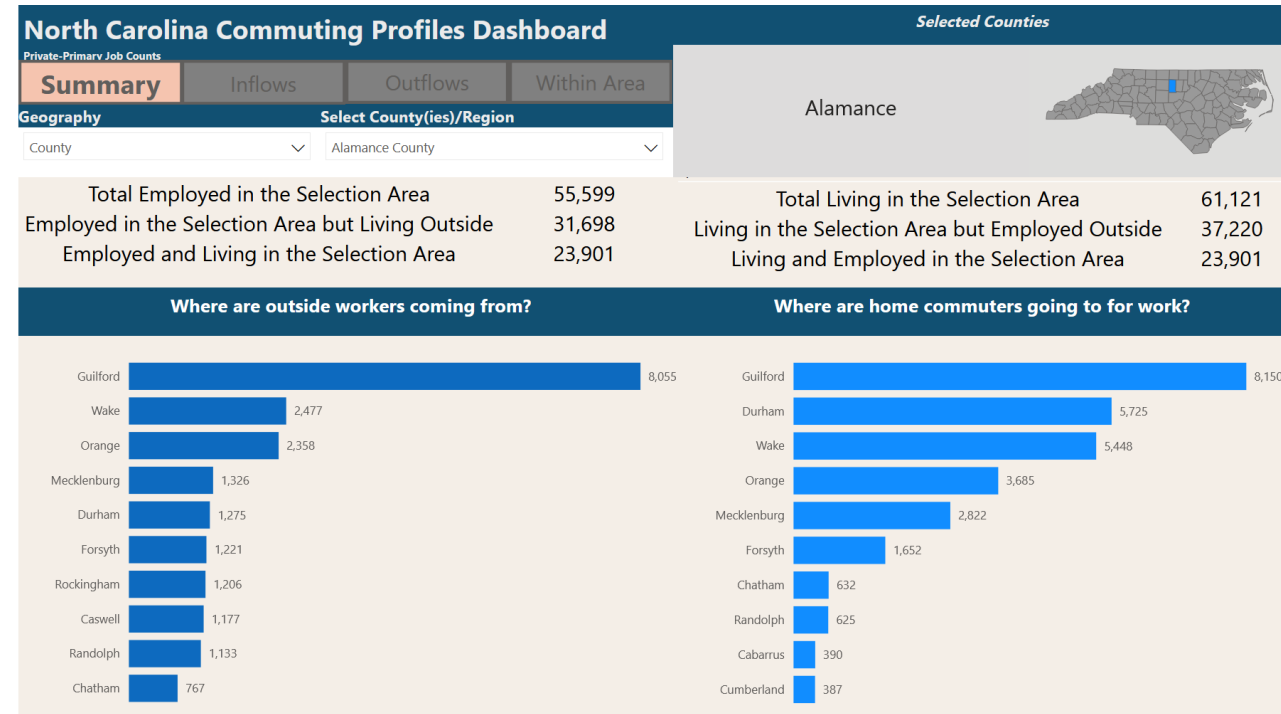 North Carolina Commuting Profiles Dashboard
Private-Primary Job Counts
Summary
Inflows
Outflows
Within Area
Geography
Select County(ies)/Region
County
Alamance County
Selected Counties
Alamance
Total Employed in the Selection Area 55,599
Employed in the Selection Area but Living Outside 31,698
Employed and Living in the Selection Area 23,901
Total Living in the Selection Area 61,121
Living in the Selection Area but Employed Outside 37,220
Living and Employed in the Selection Area 23,901
Where are outside workers coming from?
Guilford 8,055
Wake 2,477
Orange 2,358
Mecklenburg 1,326
Durham 1,275
Forsyth 1,221
Rockingham 1,206
Caswell 1,177
Randolph 1,133
Chatham 767
Where are home commuters going to for work?
Guilford 8,150
Durham 5,725
Wake 5,448
Orange 3,685
Mecklenburg 2,822
Forsyth 1,652
Chatham 632
Randolph 625
Cabarrus 390
Cumberland 387